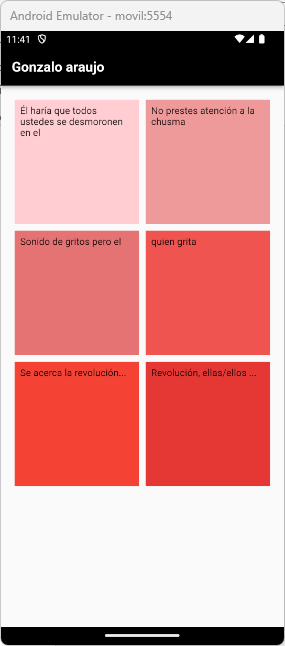 Android Emulator - movil:5554
11:41
Gonzalo araujo
Él haría que todos
ustedes se desmoronen
en el
No prestes atención a la
chusma
Sonido de gritos pero el
quien grita
Se acerca la revolución...
Revolución, ellas/ellos ...